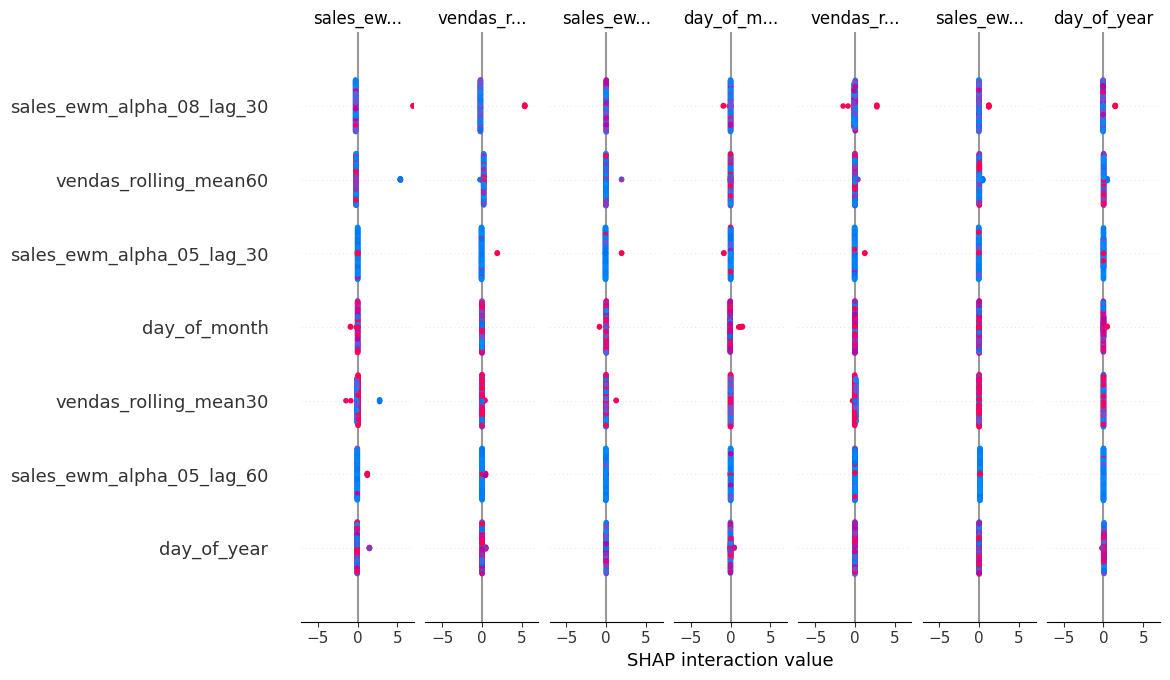 sales_ew... vendas_r... sales_ew... day_of_m... vendas_r... sales_ew... day_of_year
sales_ewm_alpha_08_lag_30
vendas_rolling_mean60
sales_ewm_alpha_05_lag_30
day_of_month
vendas_rolling_mean30
sales_ewm_alpha_05_lag_60
day_of_year
−5 0 5 −5 0 5 −5 0 5 −5 0 5 −5 0 5 −5 0 5 −5 0 5
SHAP interaction value